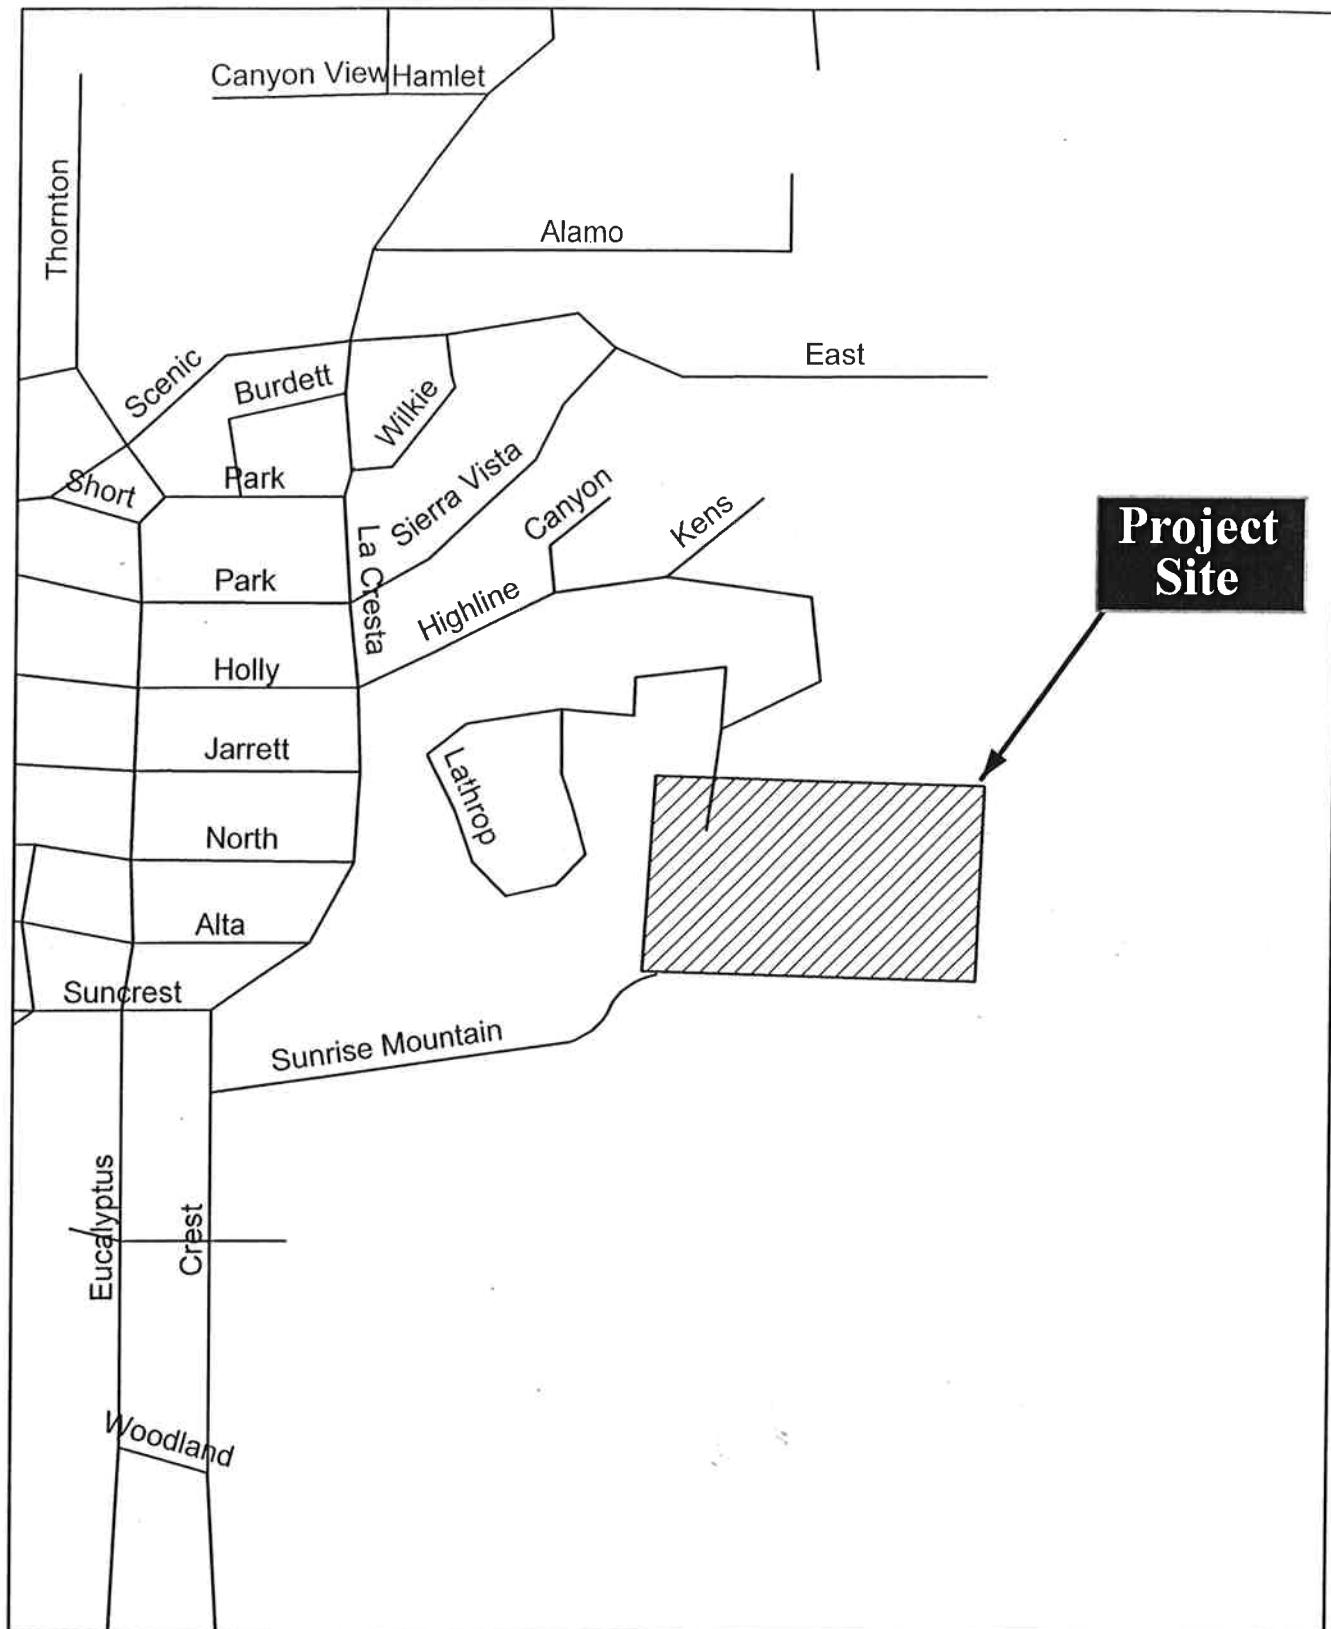 Canyon View
Hamlet
Thornton
Alamo
Scenic
Burdett
Wilkie
East
Short
Park
Sierra Vista
Canyon
Kens
Project
Site
La Cresta
Park
Highline
Holly
Jarrett
Lathrop
North
Alta
Suncrest
Sunrise Mountain
Eucalyptus
Crest
Woodland